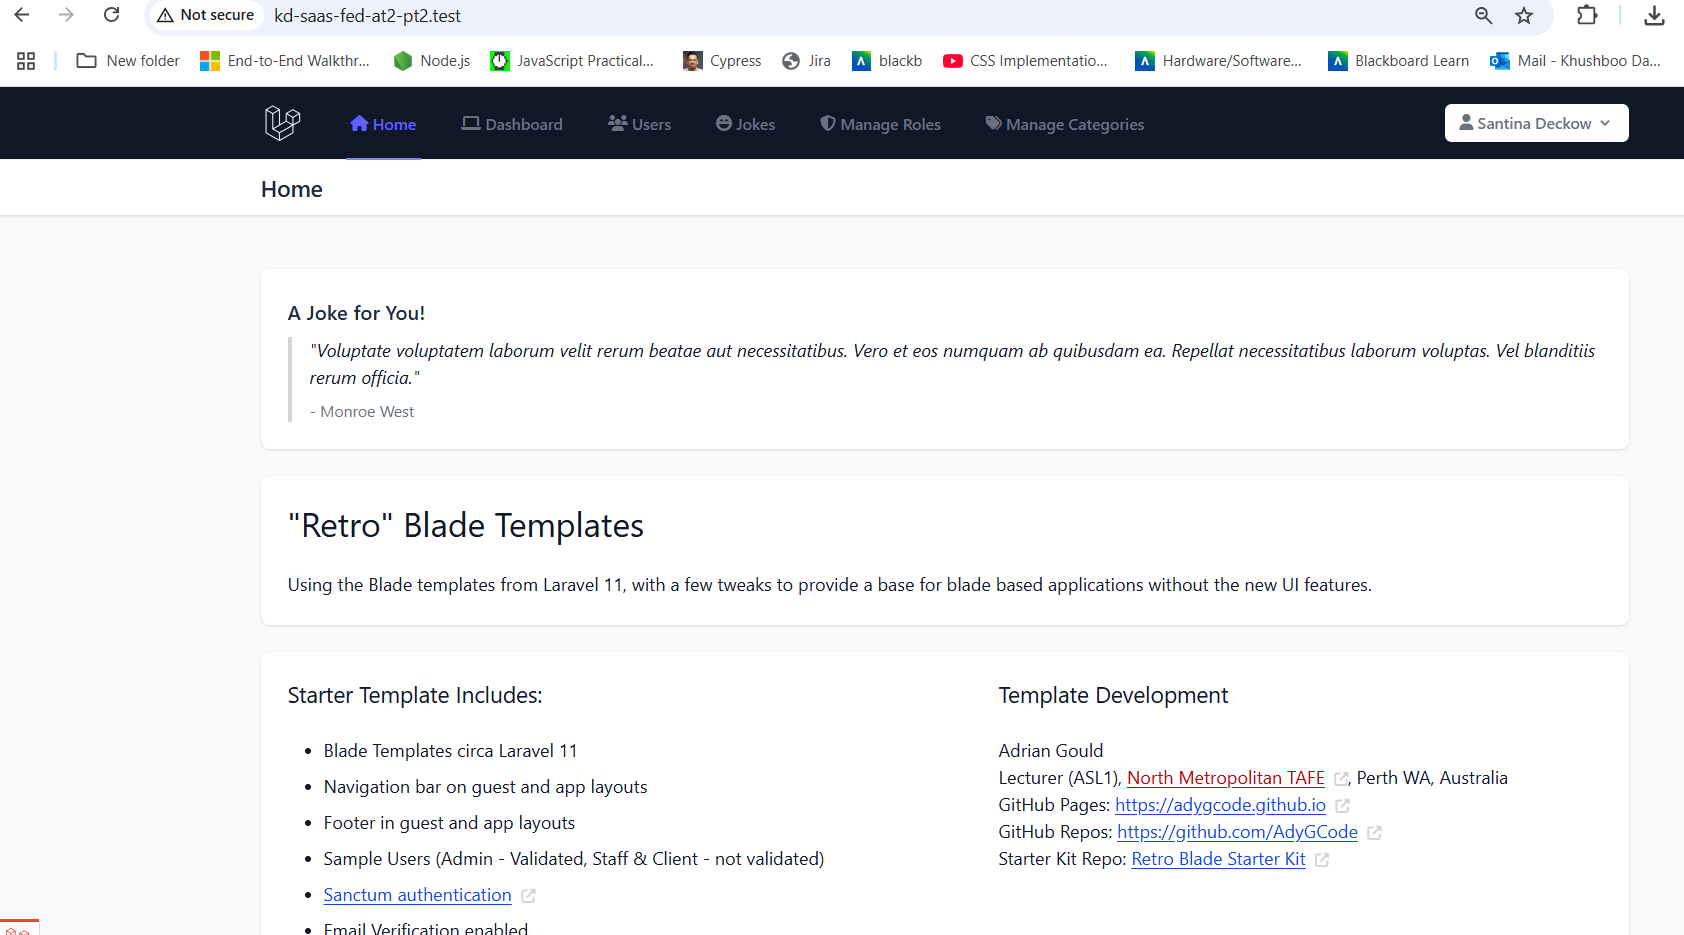 Not secure kd-saas-fed-at2-pt2.test
New folder End-to-End Walkthr... Node.js JavaScript Practical... Cypress Jira blackb CSS Implementatio... Hardware/Software... Blackboard Learn Mail - Khushboo Da...
Home Dashboard Users Jokes Manage Roles Manage Categories Santina Deckow
Home
A Joke for You!
"Voluptate voluptatem laborum velit rerum beatae aut necessitatibus. Vero et eos numquam ab quibusdam ea. Repellat necessitatibus laborum voluptas. Vel blanditiis
rerum officia."
- Monroe West
"Retro" Blade Templates
Using the Blade templates from Laravel 11, with a few tweaks to provide a base for blade based applications without the new UI features.
Starter Template Includes:
• Blade Templates circa Laravel 11
• Navigation bar on guest and app layouts
• Footer in guest and app layouts
• Sample Users (Admin - Validated, Staff & Client - not validated)
• Sanctum authentication
• Email Verification enabled
Template Development
Adrian Gould
Lecturer (ASL1), North Metropolitan TAFE , Perth WA, Australia
GitHub Pages: https://adygcode.github.io
GitHub Repos: https://github.com/AdyGCode
Starter Kit Repo: Retro Blade Starter Kit